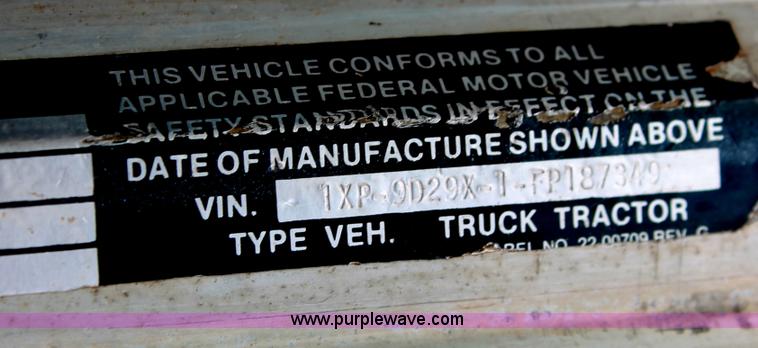 THIS VEHICLE CONFORMS TO ALL
APPLICABLE FEDERAL MOTOR VEHICLE
SAFETY STANDARDS IN EFFECT ON THE
DATE OF MANUFACTURE SHOWN ABOVE
VIN. 1XP-9D29X-1-FP187349
TYPE VEH. TRUCK TRACTOR
LABEL NO. 22-00709 REV. C
www.purplewave.com